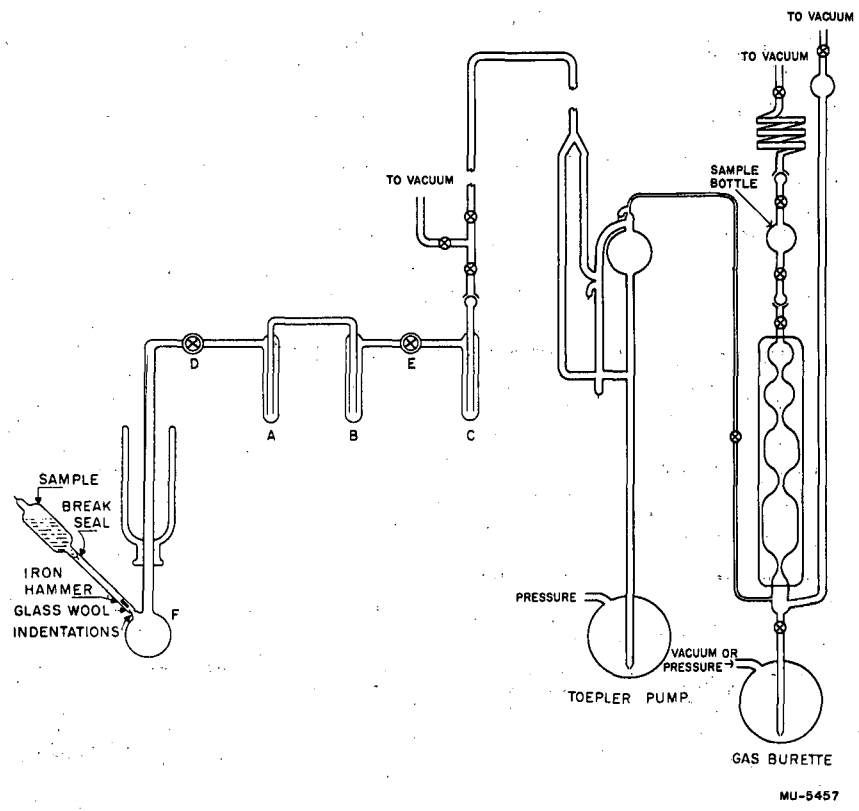 TO VACUUM
TO VACUUM
SAMPLE
BOTTLE
TO VACUUM
D
E
A
B
C
SAMPLE
BREAK
SEAL
IRON
HAMMER
GLASS WOOL
INDENTATIONS
F
PRESSURE
VACUUM OR
PRESSURE
TOEPLER PUMP
GAS BURETTE
MU-5457